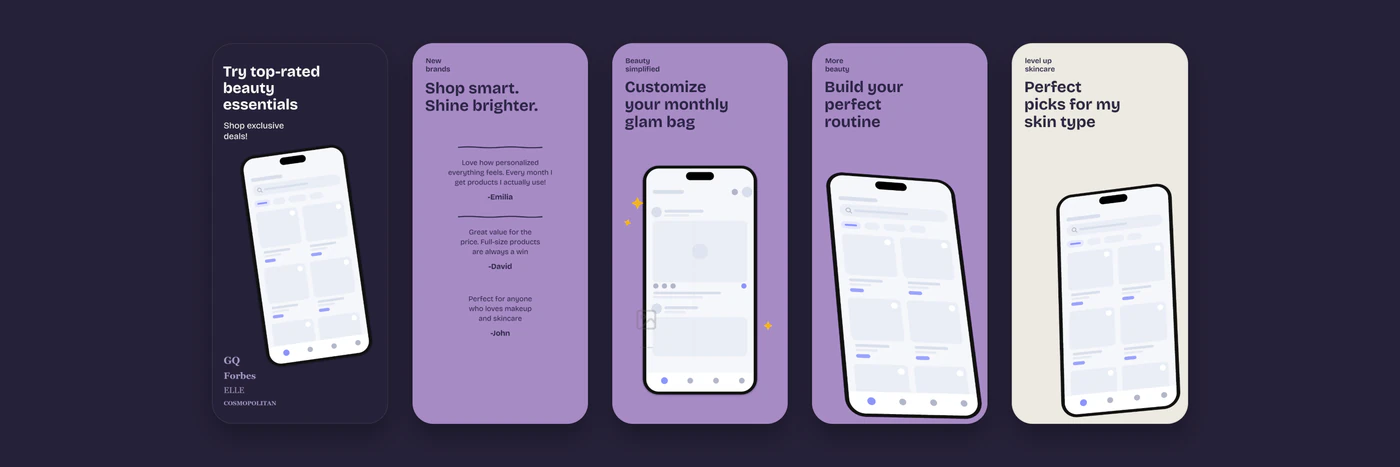 Try top-rated
beauty
essentials
Shop exclusive
deals!
GQ
Forbes
ELLE
COSMOPOLITAN
New
brands
Shop smart.
Shine brighter.
Love how personalized
everything feels. Every month I
get products I actually use!
-Emilia
Great value for the
price. Full-size products
are always a win
-David
Perfect for anyone
who loves makeup
and skincare
-John
Beauty
simplified
Customize
your monthly
glam bag
More
beauty
Build your
perfect
routine
level up
skincare
Perfect
picks for my
skin type